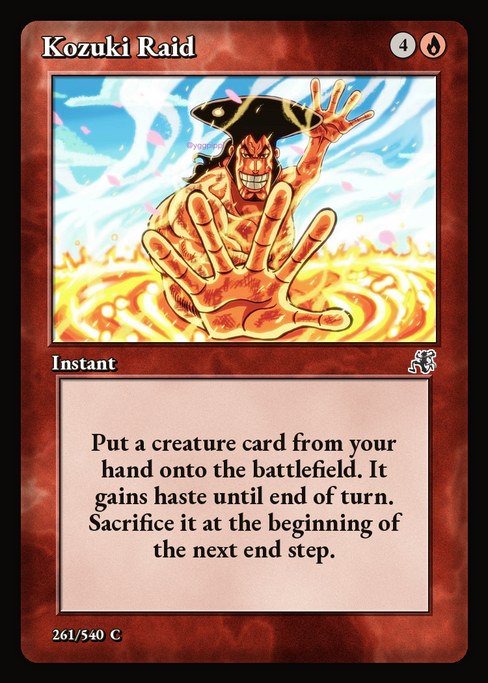 Kozuki Raid 4
©yggpippi
Instant
Put a creature card from your
hand onto the battlefield. It
gains haste until end of turn.
Sacrifice it at the beginning of
the next end step.
261/540 C